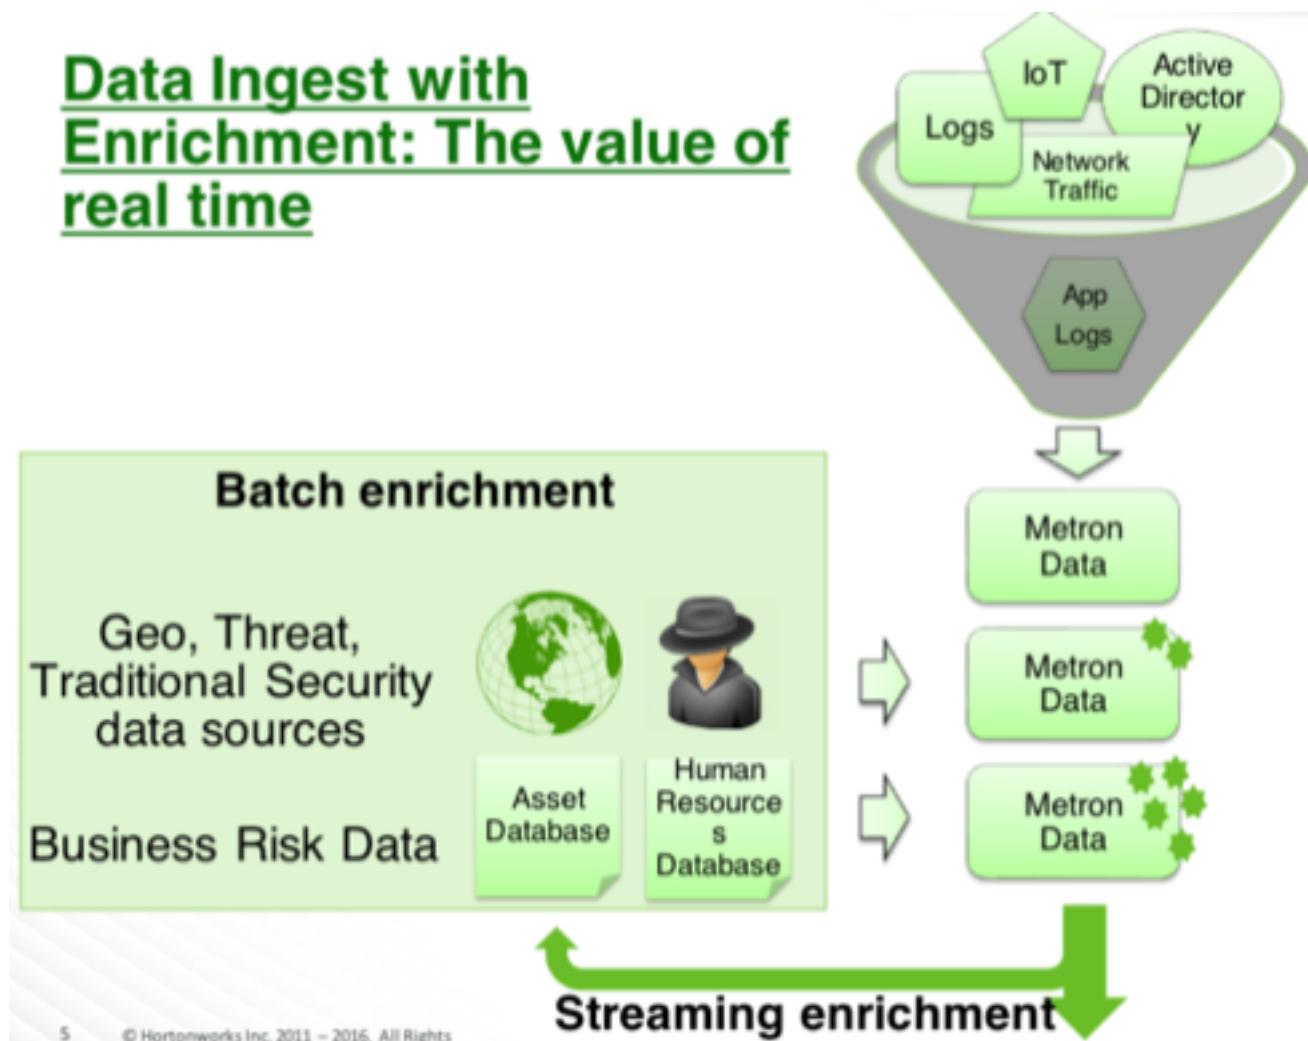 Data Ingest with
Enrichment: The value of
real time
IoT
Active
Director
y
Logs
Network
Traffic
App
Logs
Batch enrichment
Metron
Data
Geo, Threat,
Traditional Security
data sources
Metron
Data
Business Risk Data
Asset
Database
Human
Resource
s
Database
Metron
Data
Streaming enrichment
5
© Hortonworks Inc. 2011 – 2016. All Rights